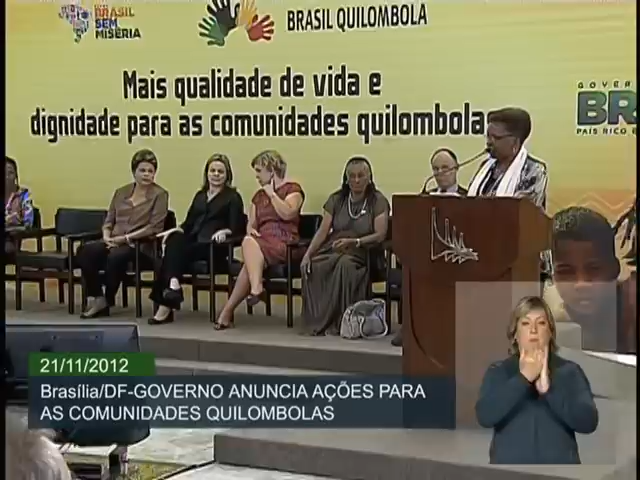 BRASIL
SEM
MISÉRIA
BRASIL QUILOMBOLA
Mais qualidade de vida e
dignidade para as comunidades quilombolas
GOVER
BR
PAÍS RICO É
21/11/2012
Brasília/DF-GOVERNO ANUNCIA AÇÕES PARA
AS COMUNIDADES QUILOMBOLAS